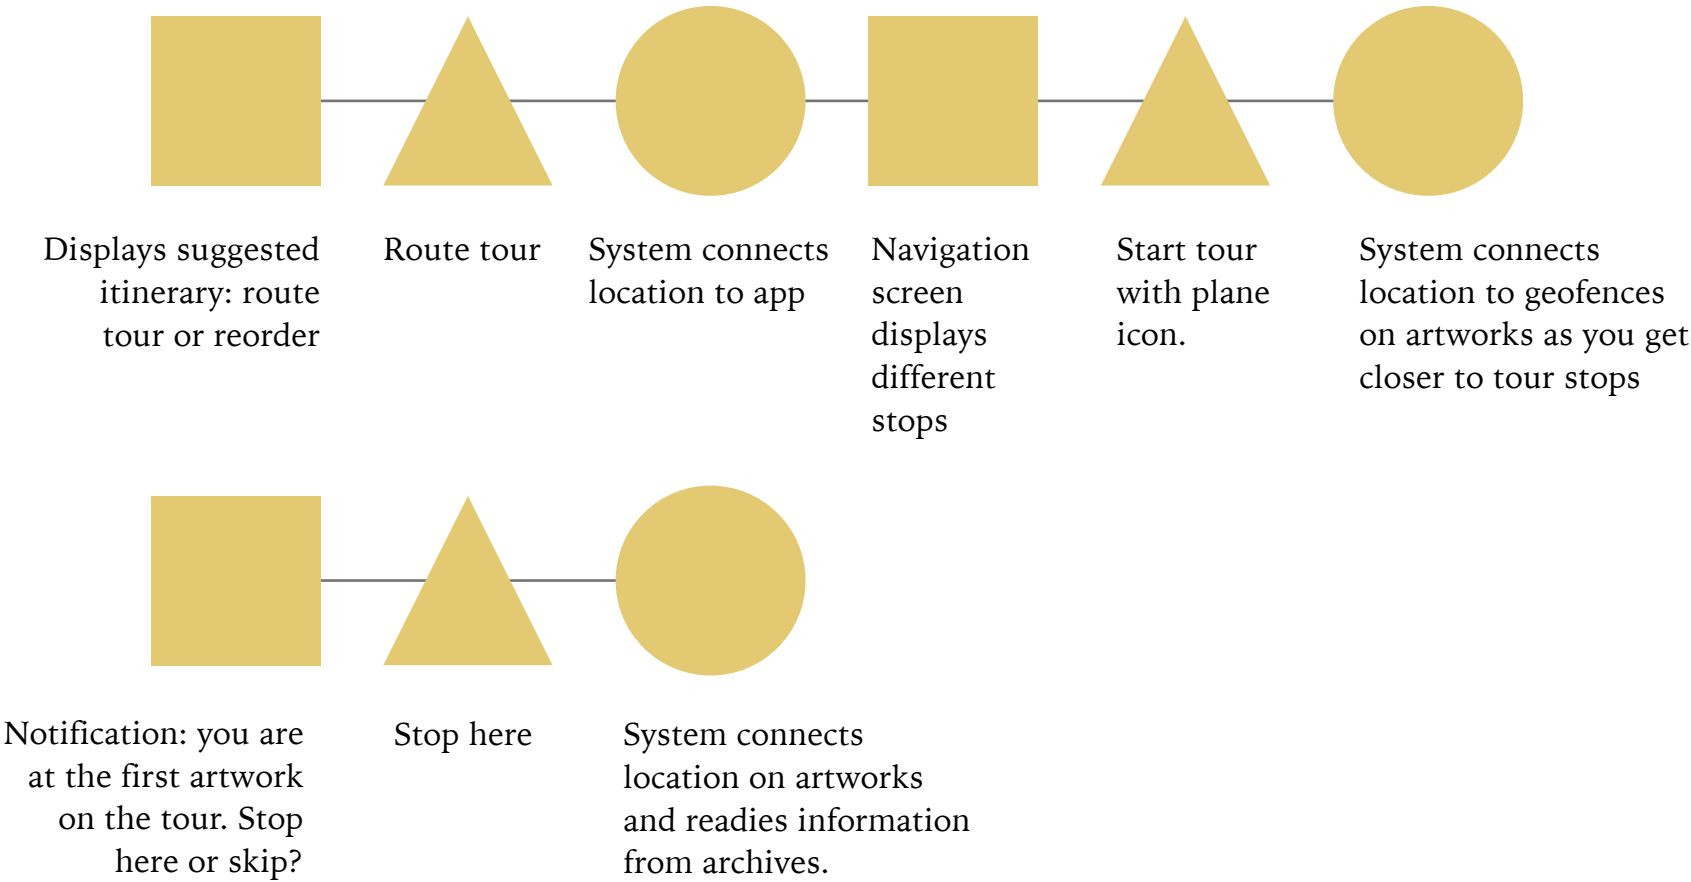 Displays suggested
itinerary: route
tour or reorder
Route tour
System connects
location to app
Navigation
screen
displays
different
stops
Start tour
with plane
icon.
System connects
location to geofences
on artworks as you get
closer to tour stops
Notification: you are
at the first artwork
on the tour. Stop
here or skip?
Stop here
System connects
location on artworks
and readies information
from archives.